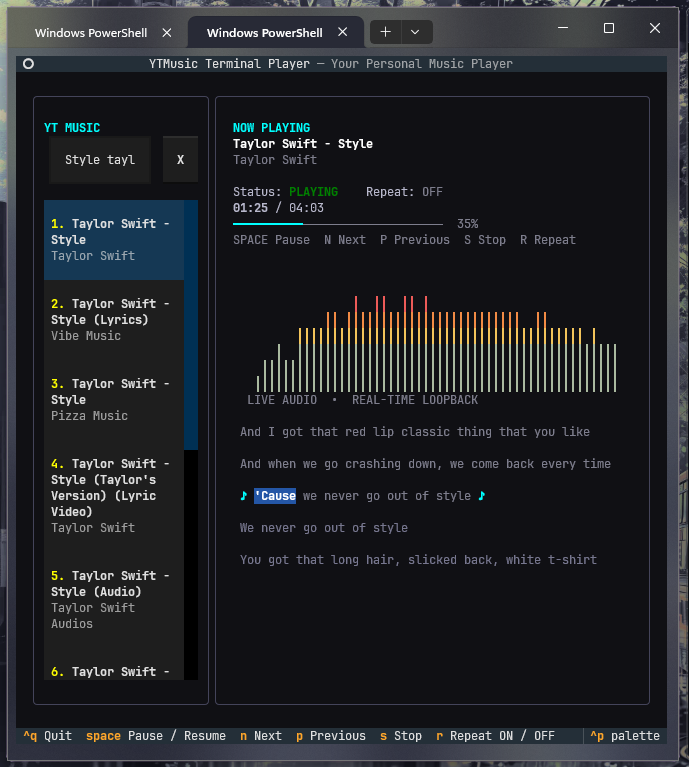 Windows PowerShell
Windows PowerShell
YTMusic Terminal Player — Your Personal Music Player
YT MUSIC
Style tayl
X
1. Taylor Swift -
Style
Taylor Swift
2. Taylor Swift -
Style (Lyrics)
Vibe Music
3. Taylor Swift -
Style
Pizza Music
4. Taylor Swift -
Style (Taylor's
Version) (Lyric
Video)
Taylor Swift
5. Taylor Swift -
Style (Audio)
Taylor Swift
Audios
6. Taylor Swift -
NOW PLAYING
Taylor Swift - Style
Taylor Swift
Status: PLAYING Repeat: OFF
01:25 / 04:03
35%
SPACE Pause N Next P Previous S Stop R Repeat
LIVE AUDIO • REAL-TIME LOOPBACK
And I got that red lip classic thing that you like
And when we go crashing down, we come back every time
♪ 'Cause we never go out of style ♪
We never go out of style
You got that long hair, slicked back, white t-shirt
^q Quit space Pause / Resume n Next p Previous s Stop r Repeat ON / OFF ^p palette